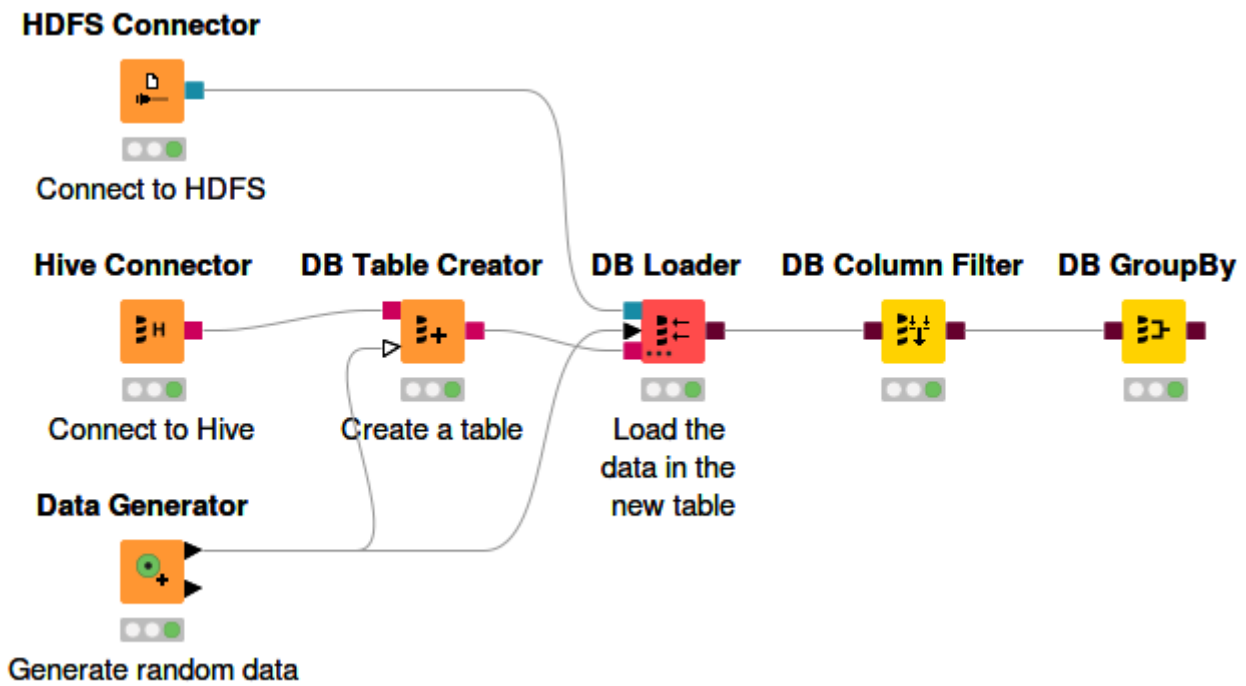 HDFS Connector
Connect to HDFS
Hive Connector
DB Table Creator
DB Loader
DB Column Filter
DB GroupBy
H
Connect to Hive
Create a table
Load the
data in the
new table
Data Generator
Generate random data